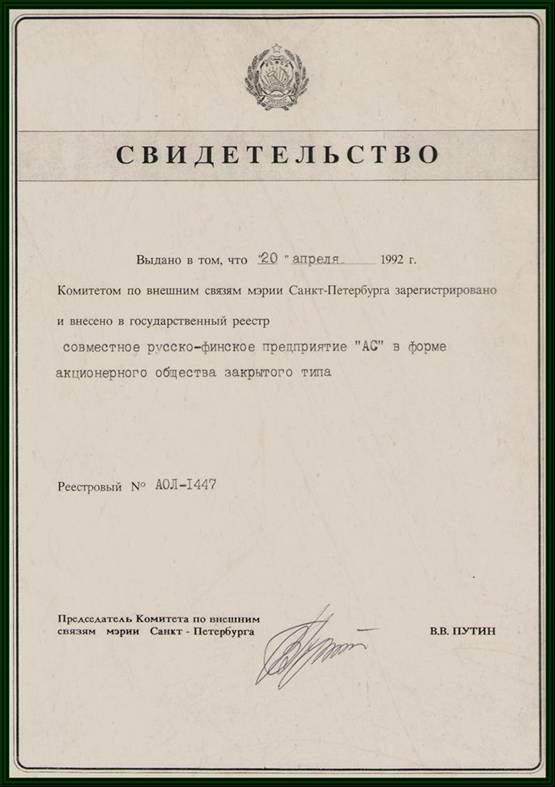 СВИДЕТЕЛЬСТВО
Выдано в том, что "20 " апреля. 1992 г.
Комитетом по внешним связям мэрии Санкт-Петербурга зарегистрировано
и внесено в государственный реестр
совместное русско-финское предприятие "АС" в форме
акционерного общества закрытого типа
Реестровый № АОЛ-I447
Председатель Комитета по внешним
связям мэрии Санкт - Петербурга
В.В. ПУТИН